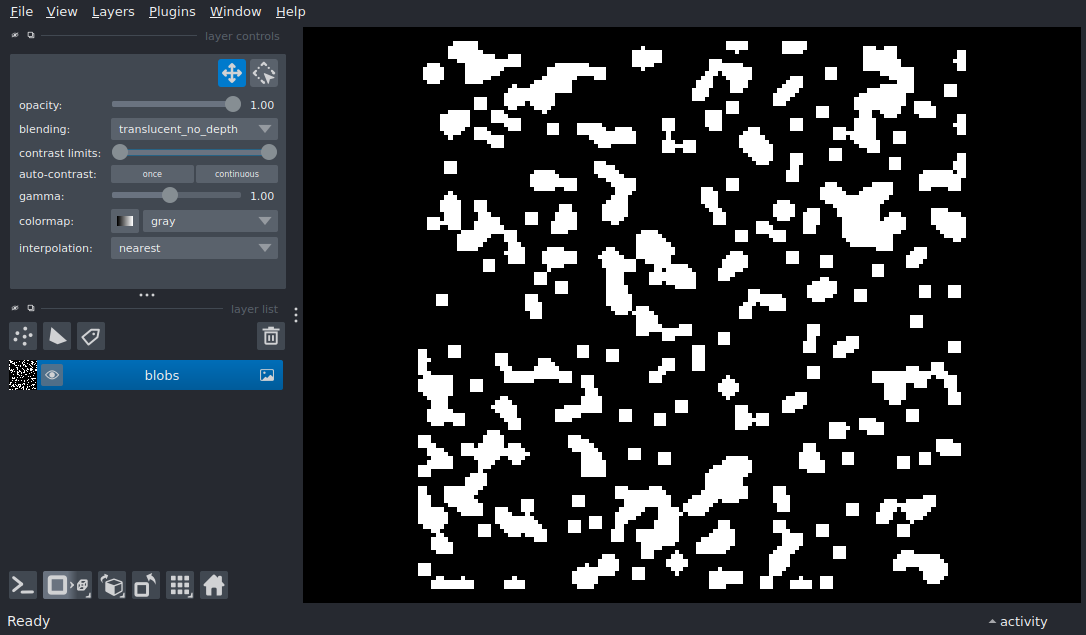 File View Layers Plugins Window Help
layer controls
opacity: 1.00
blending: translucent_no_depth
contrast limits:
auto-contrast: once continuous
gamma: 1.00
colormap: gray
interpolation: nearest
layer list
blobs
Ready activity